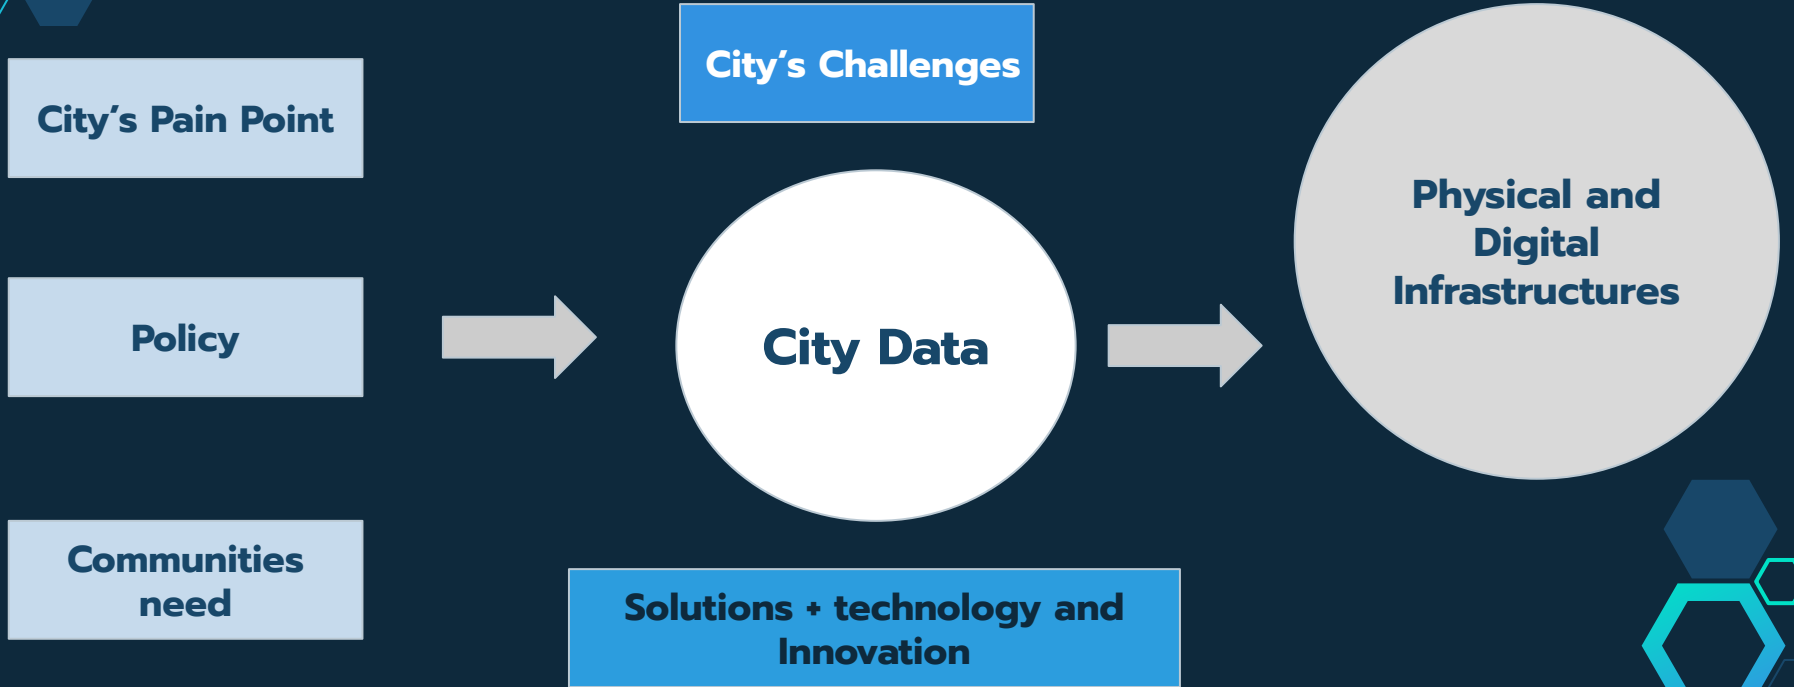 City’s Pain Point
Policy
Communities
need
City’s Challenges
City Data
Solutions + technology and
Innovation
Physical and
Digital
Infrastructures